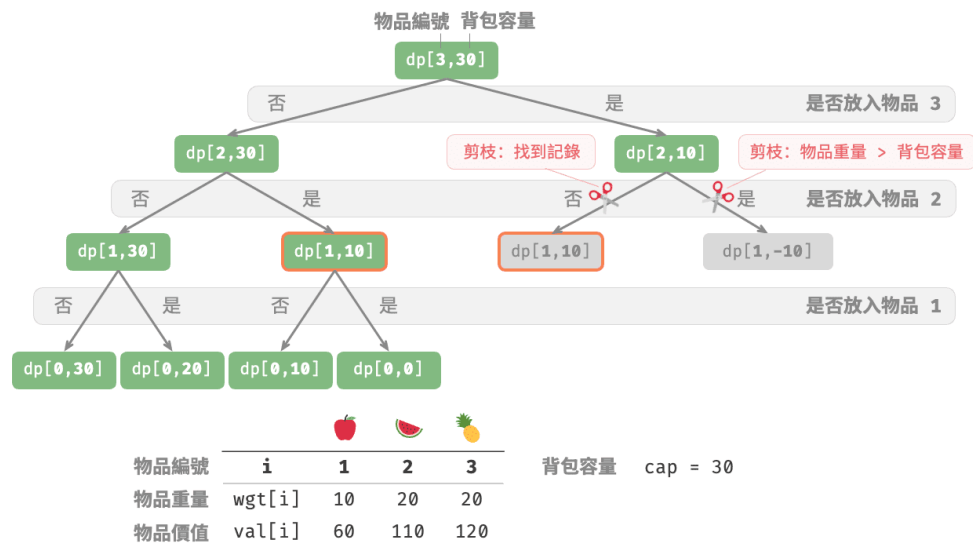 物品編號 背包容量
dp[3,30]
否 是 是否放入物品 3
dp[2,30] 剪枝：找到記錄 dp[2,10] 剪枝：物品重量 > 背包容量
否 是 否 是 是否放入物品 2
dp[1,30] dp[1,10] dp[1,10] dp[1,-10]
否 是 否 是 是否放入物品 1
dp[0,30] dp[0,20] dp[0,10] dp[0,0]
物品編號 i 1 2 3 背包容量 cap = 30
物品重量 wgt[i] 10 20 20
物品價值 val[i] 60 110 120